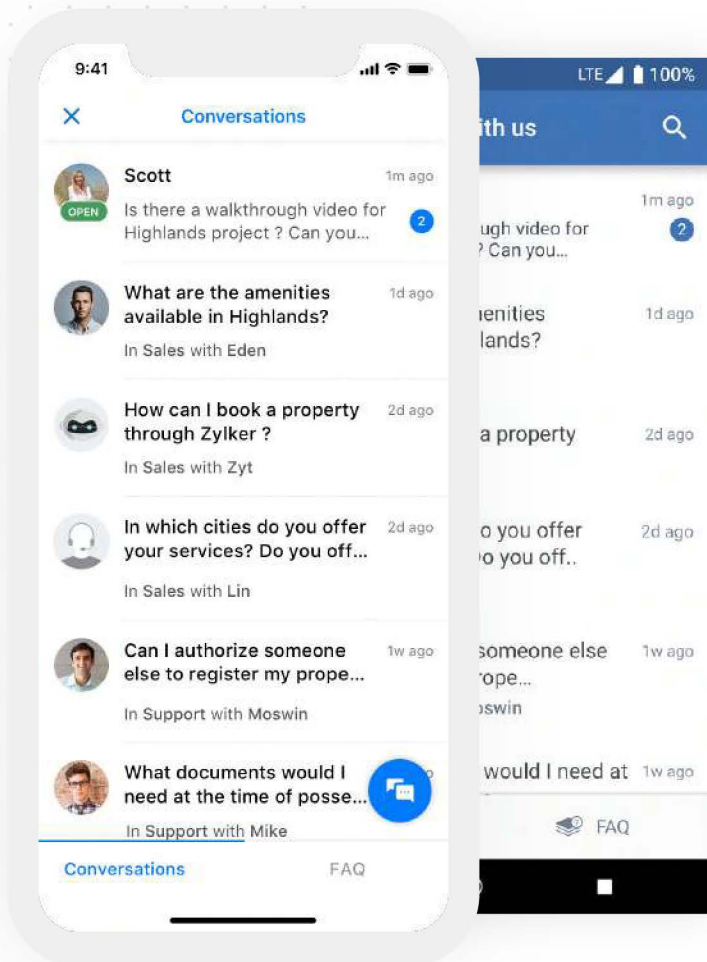 9:41
Conversations
Scott
1m ago
OPEN
Is there a walkthrough video for
Highlands project ? Can you...
2
What are the amenities
available in Highlands?
1d ago
In Sales with Eden
How can I book a property
through Zylker ?
2d ago
In Sales with Zyt
In which cities do you offer
your services? Do you off...
2d ago
In Sales with Lin
Can I authorize someone
else to register my prope...
1w ago
In Support with Moswin
What documents would I
need at the time of posse...
In Support with Mike
Conversations
FAQ
LTE 100%
ith us
1m ago
ugh video for
? Can you...
2
enities
lands?
1d ago
a property
2d ago
o you offer
o you off..
2d ago
someone else
rope...
1w ago
swin
would I need at
1w ago
FAQ